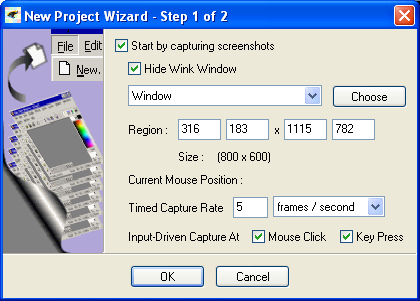 New Project Wizard - Step 1 of 2
File Edit
New.
Start by capturing screenshots
Hide Wink Window
Window Choose
Region : 316 183 x 1115 782
Size : (800 x 600)
Current Mouse Position :
Timed Capture Rate 5 frames / second
Input-Driven Capture At Mouse Click Key Press
OK Cancel